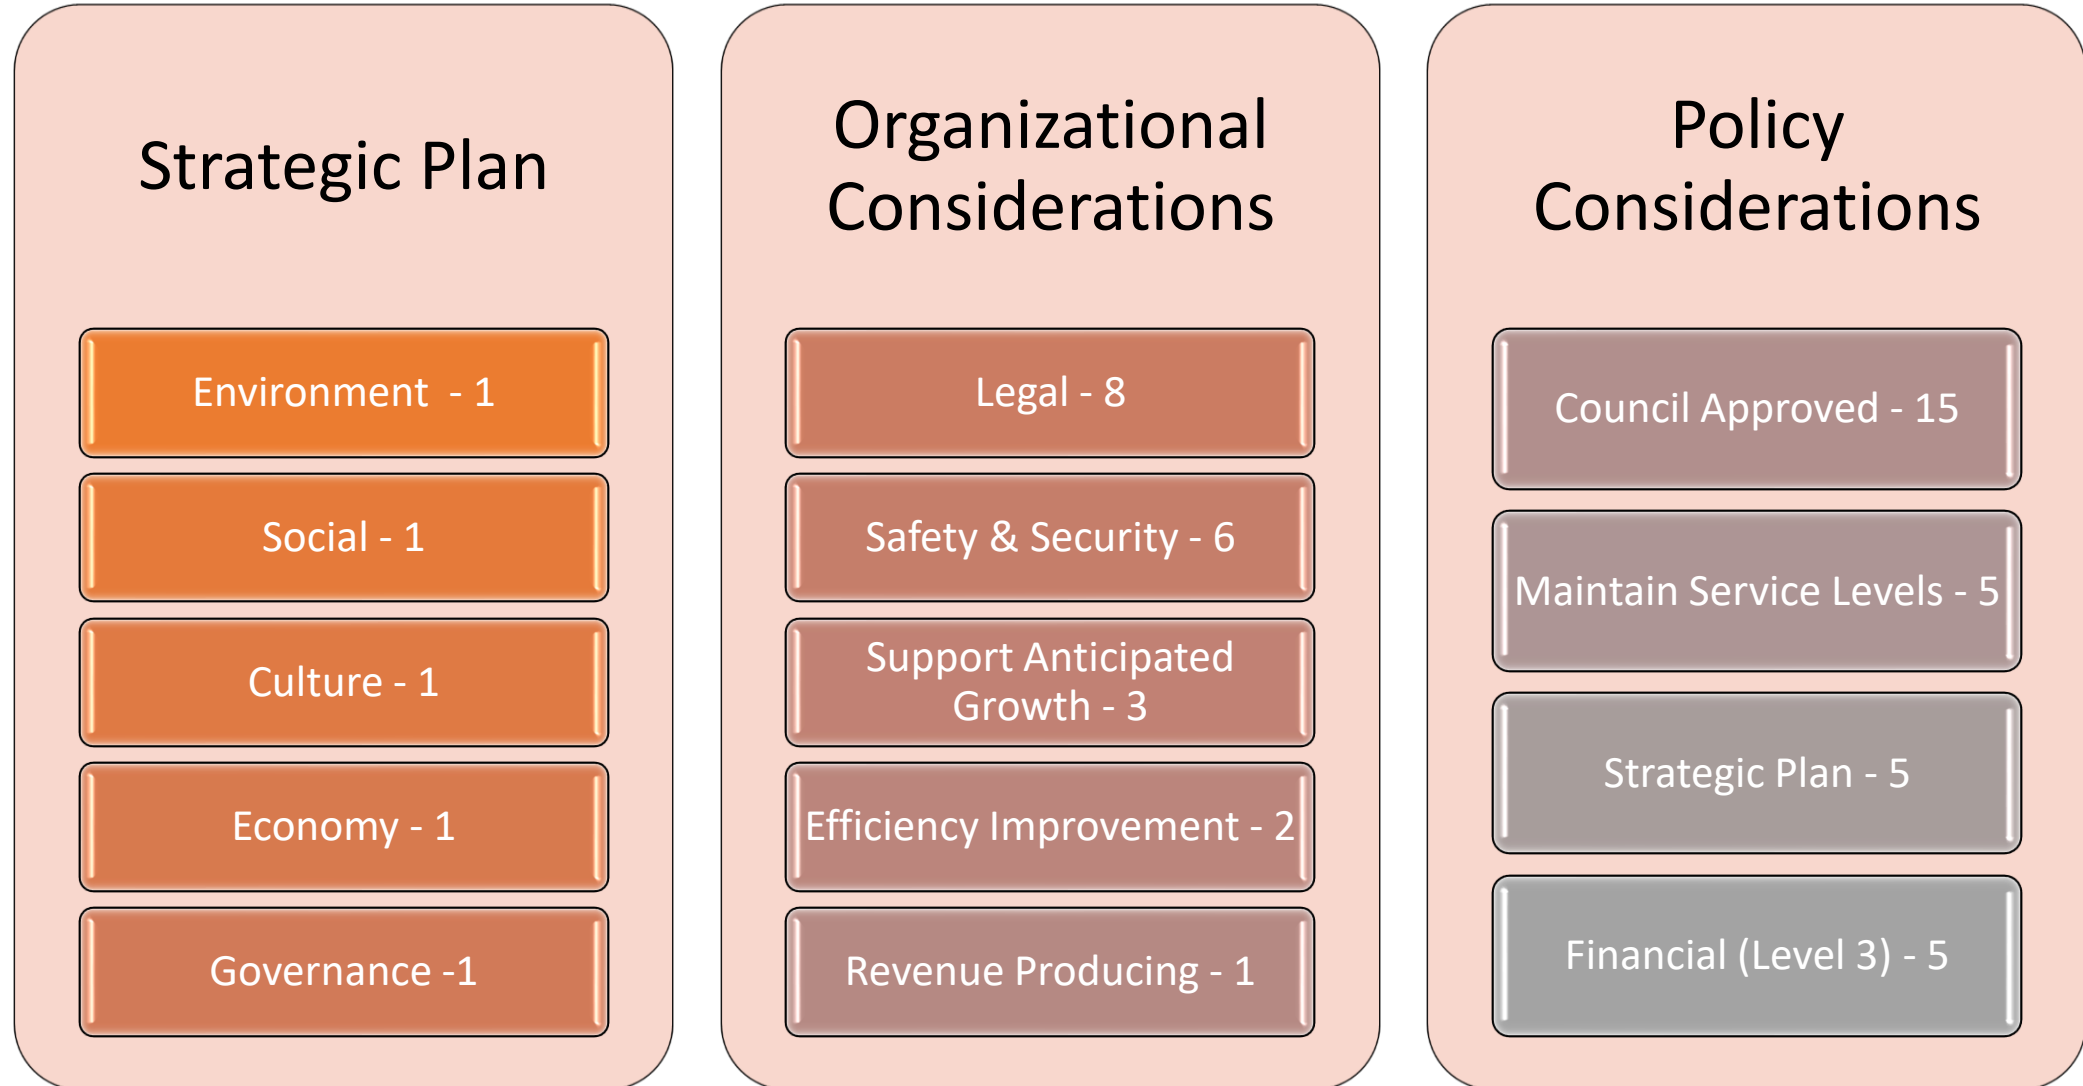 Strategic Plan
Environment  - 1
Social - 1
Culture - 1
Economy - 1
Governance -1
Organizational
Considerations
Legal - 8
Safety & Security - 6
Support Anticipated
Growth - 3
Efficiency Improvement - 2
Revenue Producing - 1
Policy
Considerations
Council Approved - 15
Maintain Service Levels - 5
Strategic Plan - 5
Financial (Level 3) - 5